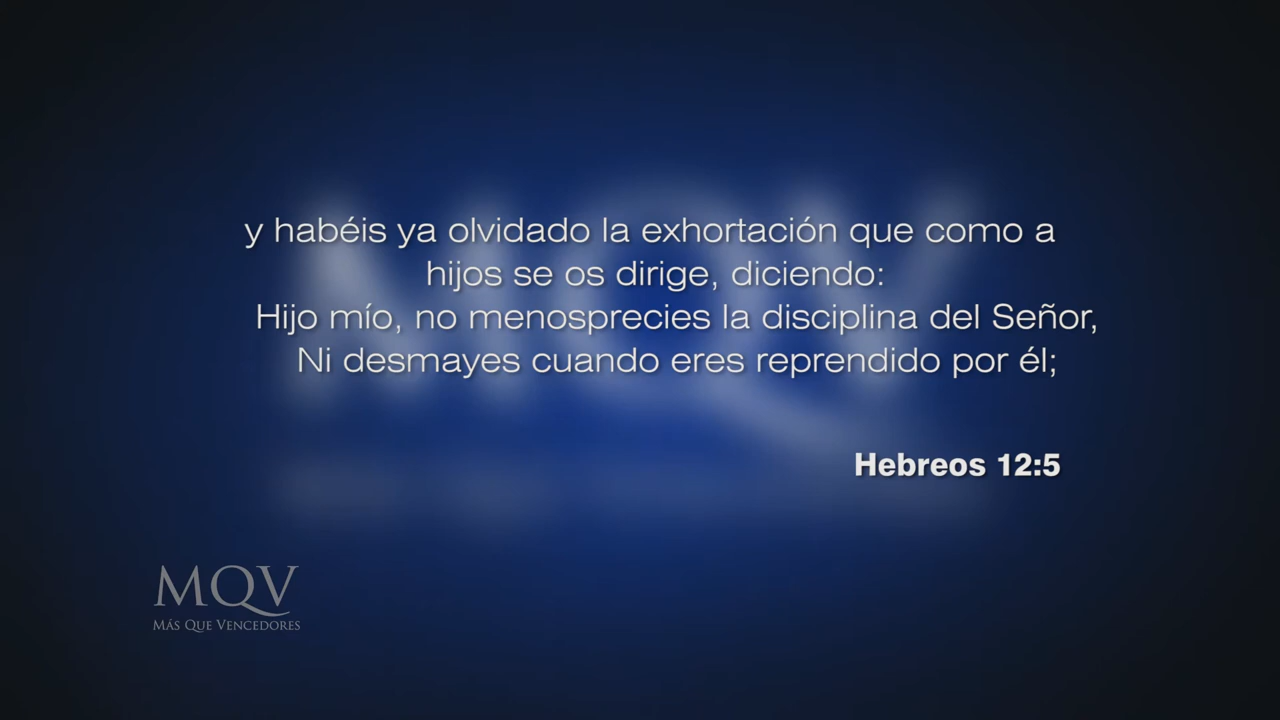 y habéis ya olvidado la exhortación que como a
hijos se os dirige, diciendo:
Hijo mío, no menosprecies la disciplina del Señor,
Ni desmayes cuando eres reprendido por él;
Hebreos 12:5
MQV
Más Que Vencedores